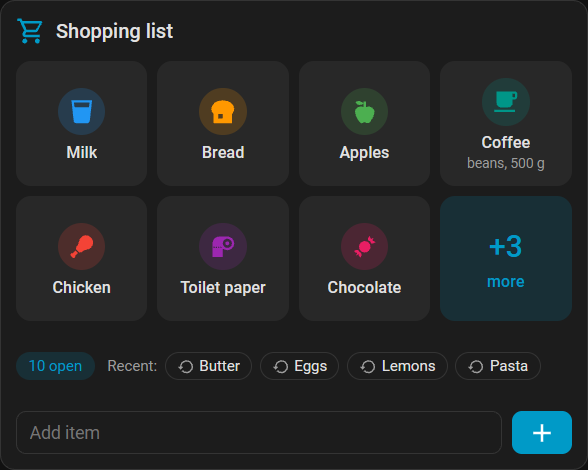 Shopping list
Milk
Bread
Apples
Coffee
beans, 500 g
Chicken
Toilet paper
Chocolate
+3
more
10 open
Recent:
Butter
Eggs
Lemons
Pasta
Add item
+